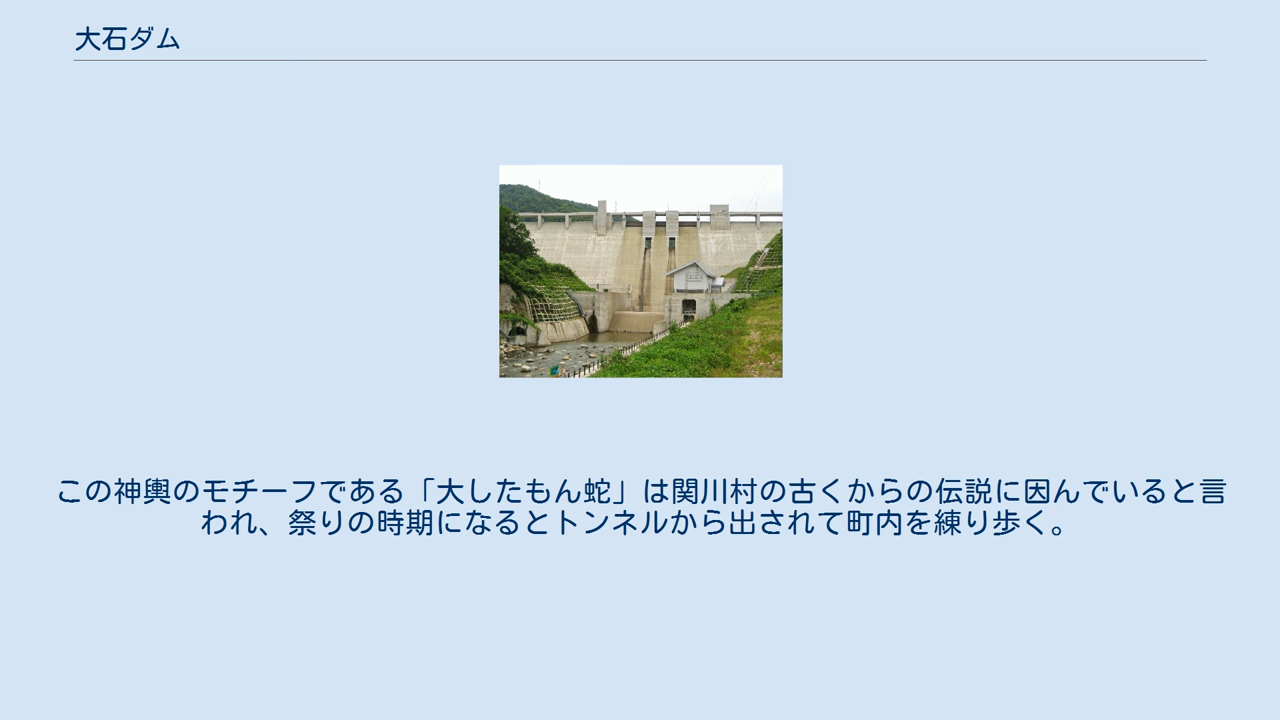 大石ダム
この神輿のモチーフである「大したもん蛇」は関川村の古くからの伝説に因んでいると言
われ、祭りの時期になるとトンネルから出されて町内を練り歩く。